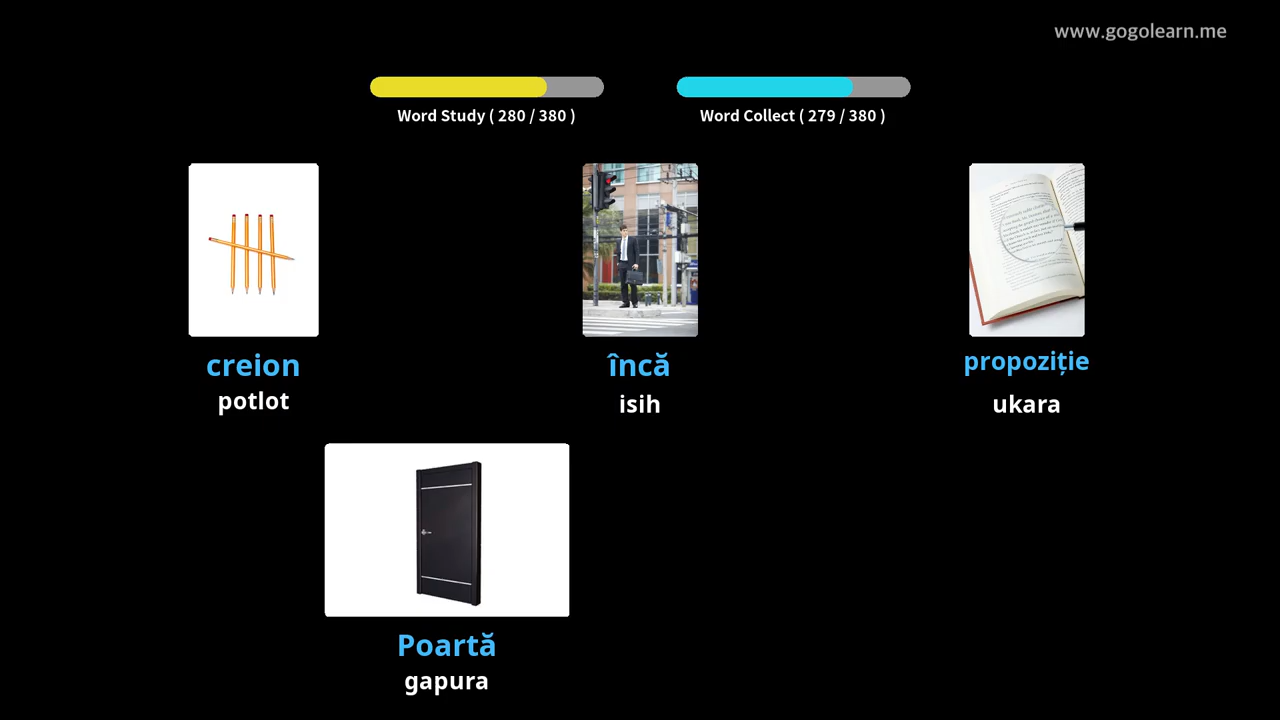 www.gogolearn.me
Word Study ( 280 / 380 )
Word Collect ( 279 / 380 )
creion
potlot
încă
isih
propoziție
ukara
Poartă
gapura